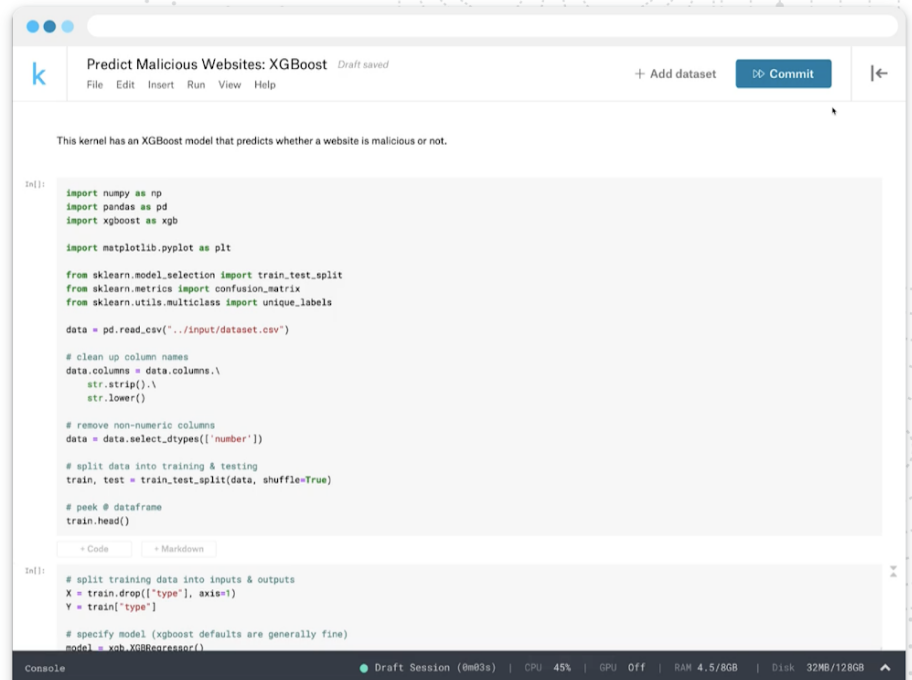 k
Predict Malicious Websites: XGBoost Draft saved
File Edit Insert Run View Help
+ Add dataset
Commit
This kernel has an XGBoost model that predicts whether a website is malicious or not.
In[]:
import numpy as np
import pandas as pd
import xgboost as xgb
import matplotlib.pyplot as plt
from sklearn.model_selection import train_test_split
from sklearn.metrics import confusion_matrix
from sklearn.utils.multiclass import unique_labels
data = pd.read_csv("../input/dataset.csv")
# clean up column names
data.columns = data.columns.\
str.strip().\
str.lower()
# remove non-numeric columns
data = data.select_dtypes(['number'])
# split data into training & testing
train, test = train_test_split(data, shuffle=True)
# peek @ dataframe
train.head()
+ Code + Markdown
In[]:
# split training data into inputs & outputs
X = train.drop(["type"], axis=1)
Y = train["type"]
# specify model (xgboost defaults are generally fine)
model = xgb.XGBRegressor()
Console Draft Session (0m03s) | CPU 45% | GPU Off | RAM 4.5/8GB | Disk 32MB/128GB